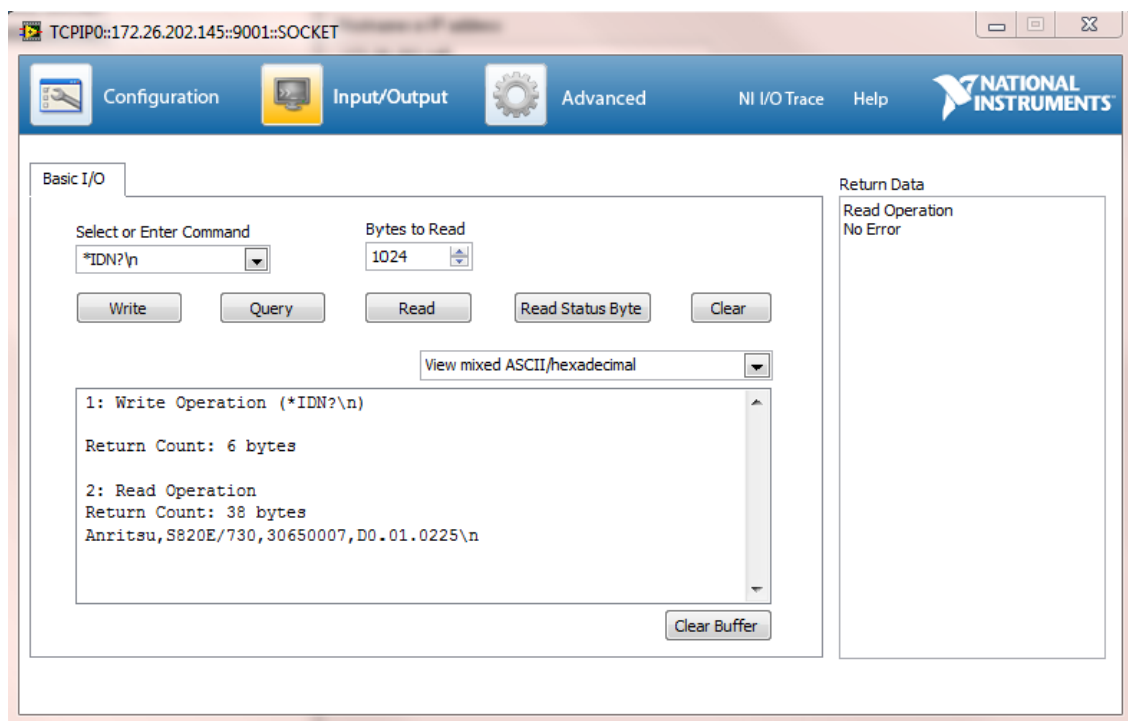 TCPIP0::172.26.202.145::9001::SOCKET
Configuration
Input/Output
Advanced
NI I/O Trace
Help
NATIONAL
INSTRUMENTS
Basic I/O
Return Data
Read Operation
No Error
Select or Enter Command
Bytes to Read
*IDN?\n
1024
Write
Query
Read
Read Status Byte
Clear
View mixed ASCII/hexadecimal
1: Write Operation (*IDN?\n)
Return Count: 6 bytes
2: Read Operation
Return Count: 38 bytes
Anritsu,S820E/730,30650007,D0.01.0225\n
Clear Buffer